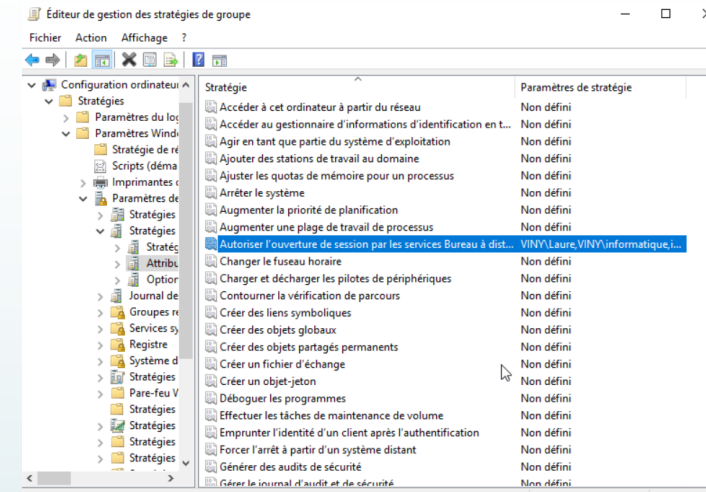 Éditeur de gestion des stratégies de groupe
Fichier Action Affichage ?
Configuration ordinateur
Stratégies
Paramètres du log
Paramètres Windo
Stratégie de ré
Scripts (déma
Imprimantes
Paramètres de
Stratégies
Stratégies
Stratég
Attribu
Option
Journal de
Groupes re
Services sy
Registre
Système d
Stratégies
Pare-feu
Stratégies
Stratégies
Stratégies
Stratégies
Stratégie Paramètres de stratégie
Accéder à cet ordinateur à partir du réseau Non défini
Accéder au gestionnaire d'informations d'identification en t... Non défini
Agir en tant que partie du système d'exploitation Non défini
Ajouter des stations de travail au domaine Non défini
Ajuster les quotas de mémoire pour un processus Non défini
Arrêter le système Non défini
Augmenter la priorité de planification Non défini
Augmenter une plage de travail de processus Non défini
Autoriser l'ouverture de session par les services Bureau à dist... VINY\Laure,VINY\informatique,i...
Changer le fuseau horaire Non défini
Charger et décharger les pilotes de périphériques Non défini
Contourner la vérification de parcours Non défini
Créer des liens symboliques Non défini
Créer des objets globaux Non défini
Créer des objets partagés permanents Non défini
Créer un fichier d'échange Non défini
Créer un objet-jeton Non défini
Déboguer les programmes Non défini
Effectuer les tâches de maintenance de volume Non défini
Emprunter l'identité d'un client après l'authentification Non défini
Forcer l'arrêt à partir d'un système distant Non défini
Générer des audits de sécurité Non défini
Gérer le journal d'audit et de sécurité Non défini